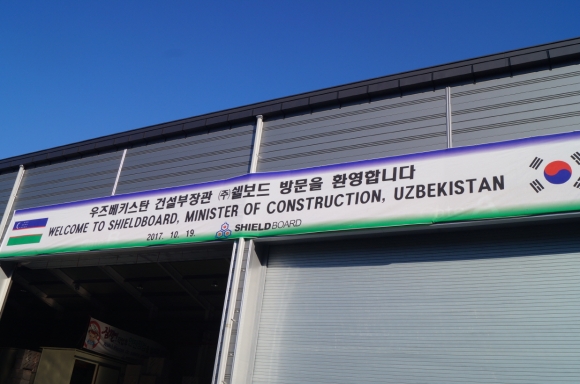 우즈베키스탄 건설부장관 ㈜쉴보드 방문을 환영합니다
WELCOME TO SHIELDBOARD, MINISTER OF CONSTRUCTION, UZBEKISTAN
2017. 10. 19.
SHIELDBOARD